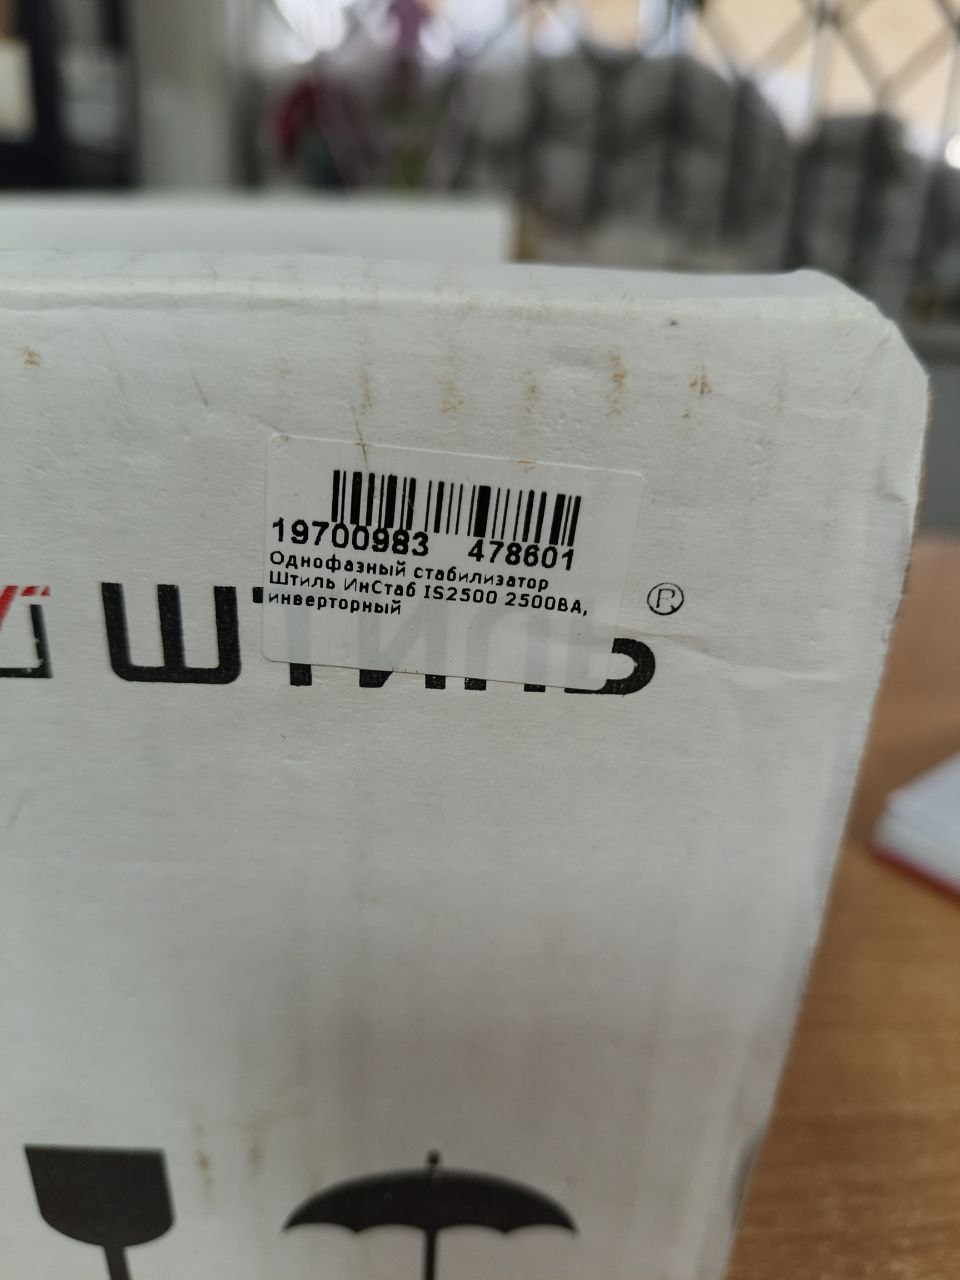 19700983 478601
Однофазный стабилизатор
Штиль ИнСтаб IS2500 2500ВА,
инверторный
ШТИЛЬ ®